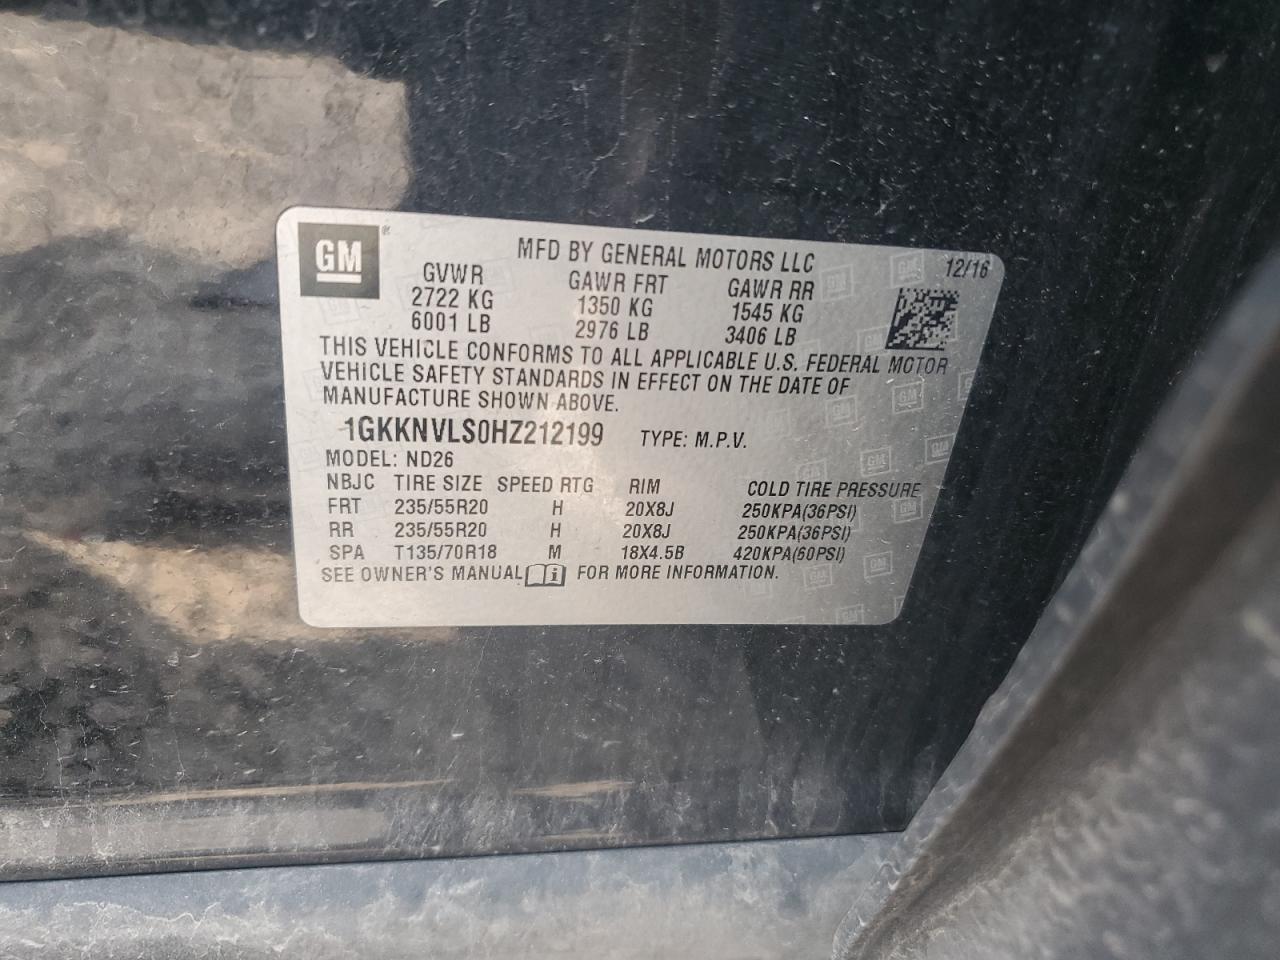 GM®
MFD BY GENERAL MOTORS LLC 12/16
GVWR GAWR FRT GAWR RR
2722 KG 1350 KG 1545 KG
6001 LB 2976 LB 3406 LB
THIS VEHICLE CONFORMS TO ALL APPLICABLE U.S. FEDERAL MOTOR
VEHICLE SAFETY STANDARDS IN EFFECT ON THE DATE OF
MANUFACTURE SHOWN ABOVE.
1GKKNVLS0HZ212199 TYPE: M.P.V.
MODEL: ND26
NBJC TIRE SIZE SPEED RTG RIM COLD TIRE PRESSURE
FRT 235/55R20 H 20X8J 250KPA(36PSI)
RR 235/55R20 H 20X8J 250KPA(36PSI)
SPA T135/70R18 M 18X4.5B 420KPA(60PSI)
SEE OWNER'S MANUAL FOR MORE INFORMATION.